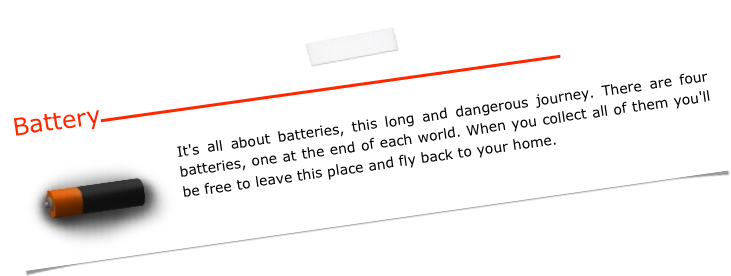 Battery
It's all about batteries, this long and dangerous journey. There are four
batteries, one at the end of each world. When you collect all of them you'll
be free to leave this place and fly back to your home.